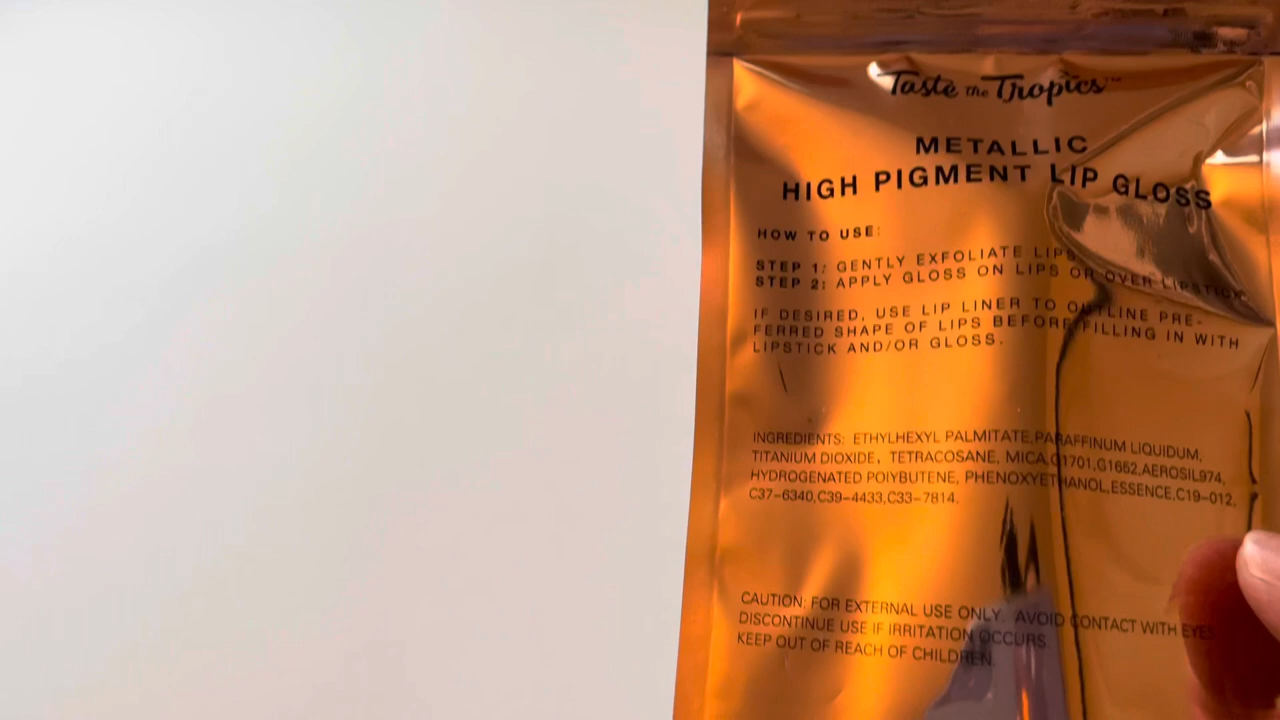 Taste the Tropics™
METALLIC
HIGH PIGMENT LIP GLOSS
HOW TO USE:
STEP 1: GENTLY EXFOLIATE LIPS
STEP 2: APPLY GLOSS ON LIPS OR OVER LIPSTICK
IF DESIRED, USE LIP LINER TO OUTLINE PRE-
FERRED SHAPE OF LIPS BEFORE FILLING IN WITH
LIPSTICK AND/OR GLOSS.
INGREDIENTS: ETHYLHEXYL PALMITATE,PARAFFINUM LIQUIDUM,
TITANIUM DIOXIDE, TETRACOSANE, MICA,G1701,G1652,AEROSIL974,
HYDROGENATED POIYBUTENE, PHENOXYETHANOL,ESSENCE,C19-012,
C37-6340,C39-4433,C33-7814.
CAUTION: FOR EXTERNAL USE ONLY. AVOID CONTACT WITH EYES
DISCONTINUE USE IF IRRITATION OCCURS.
KEEP OUT OF REACH OF CHILDREN.